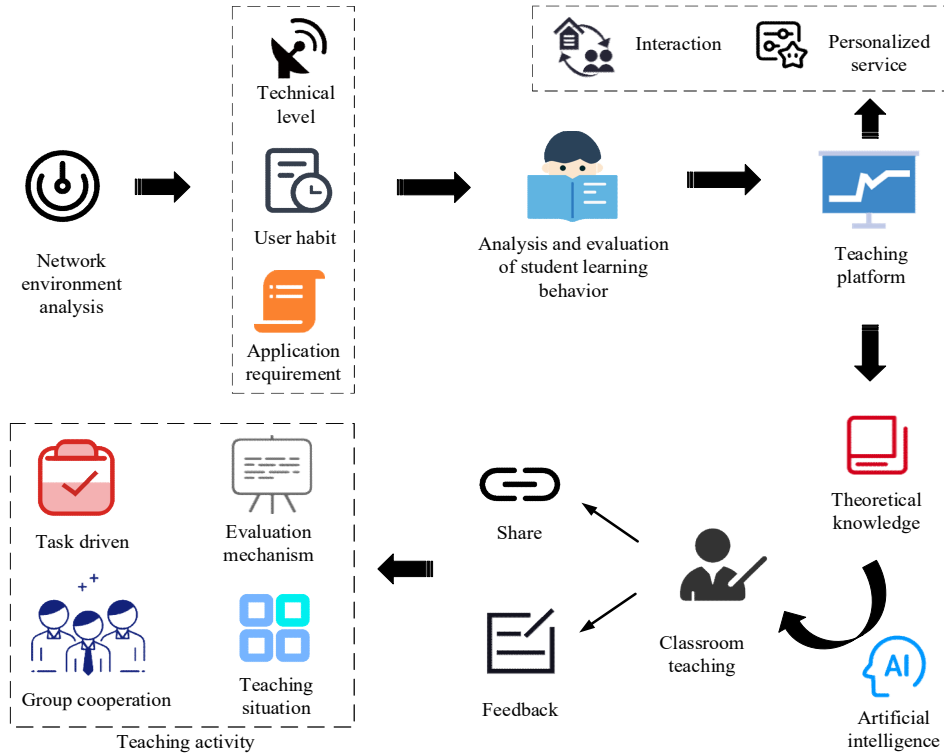 Network
environment
analysis
Technical
level
User habit
Application
requirement
Analysis and evaluation
of student learning
behavior
Interaction
Personalized
service
Teaching
platform
Theoretical
knowledge
AI
Artificial
intelligence
Classroom
teaching
Share
Feedback
Task driven
Evaluation
mechanism
Group cooperation
Teaching
situation
Teaching activity